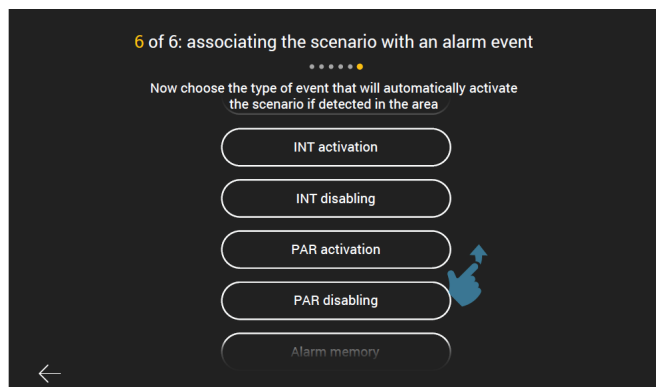 6 of 6: associating the scenario with an alarm event
Now choose the type of event that will automatically activate
the scenario if detected in the area
INT activation
INT disabling
PAR activation
PAR disabling
Alarm memory